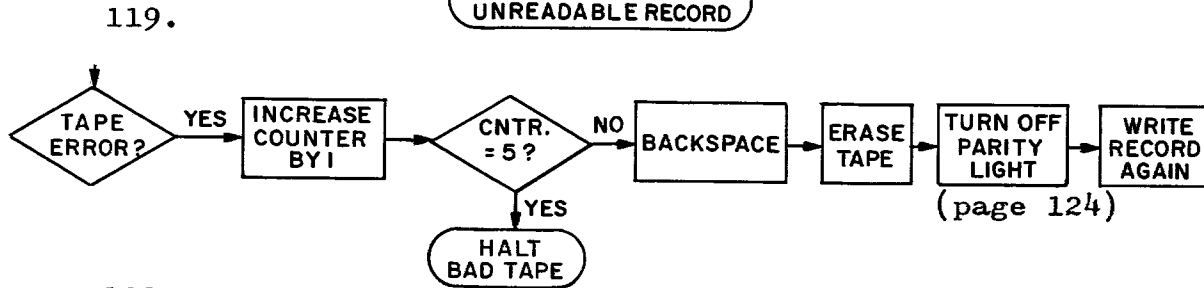 UNREADABLE RECORD
119.
TAPE
ERROR?
YES
INCREASE
COUNTER
BY I
CNTR.
= 5?
NO
BACKSPACE
ERASE
TAPE
TURN OFF
PARITY
LIGHT
WRITE
RECORD
AGAIN
(page 124)
YES
HALT
BAD TAPE